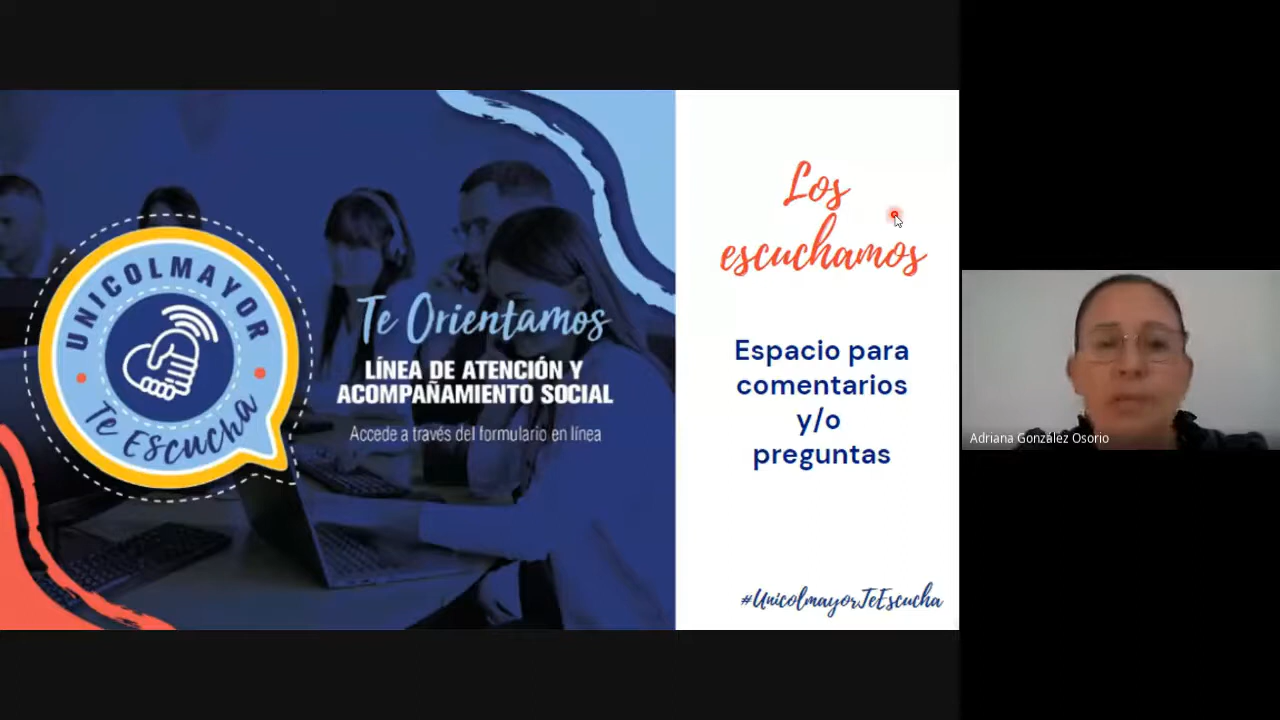 UNICOLMAYOR
Te Escucha
Te Orientamos
LÍNEA DE ATENCIÓN Y
ACOMPAÑAMIENTO SOCIAL
Accede a través del formulario en línea
Los
escuchamos
Espacio para
comentarios
y/o
preguntas
#UnicolmayorTeEscucha
Adriana González Osorio